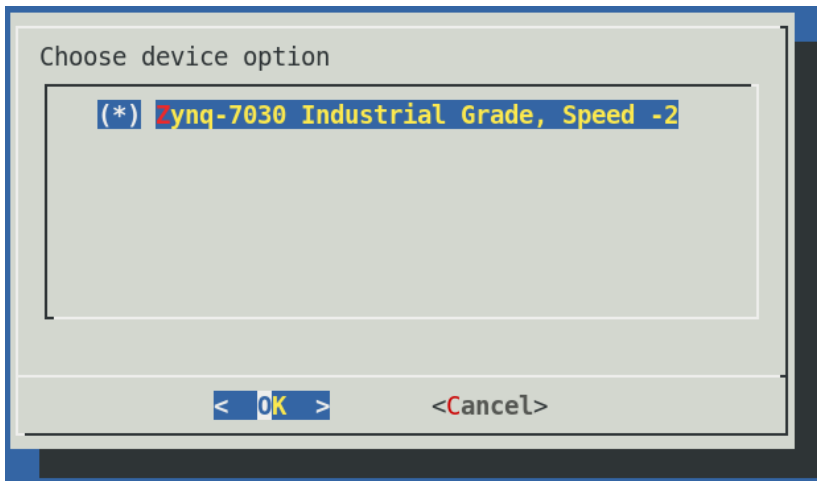 Choose device option
(*) Zynq-7030 Industrial Grade, Speed -2
<  OK  > <Cancel>